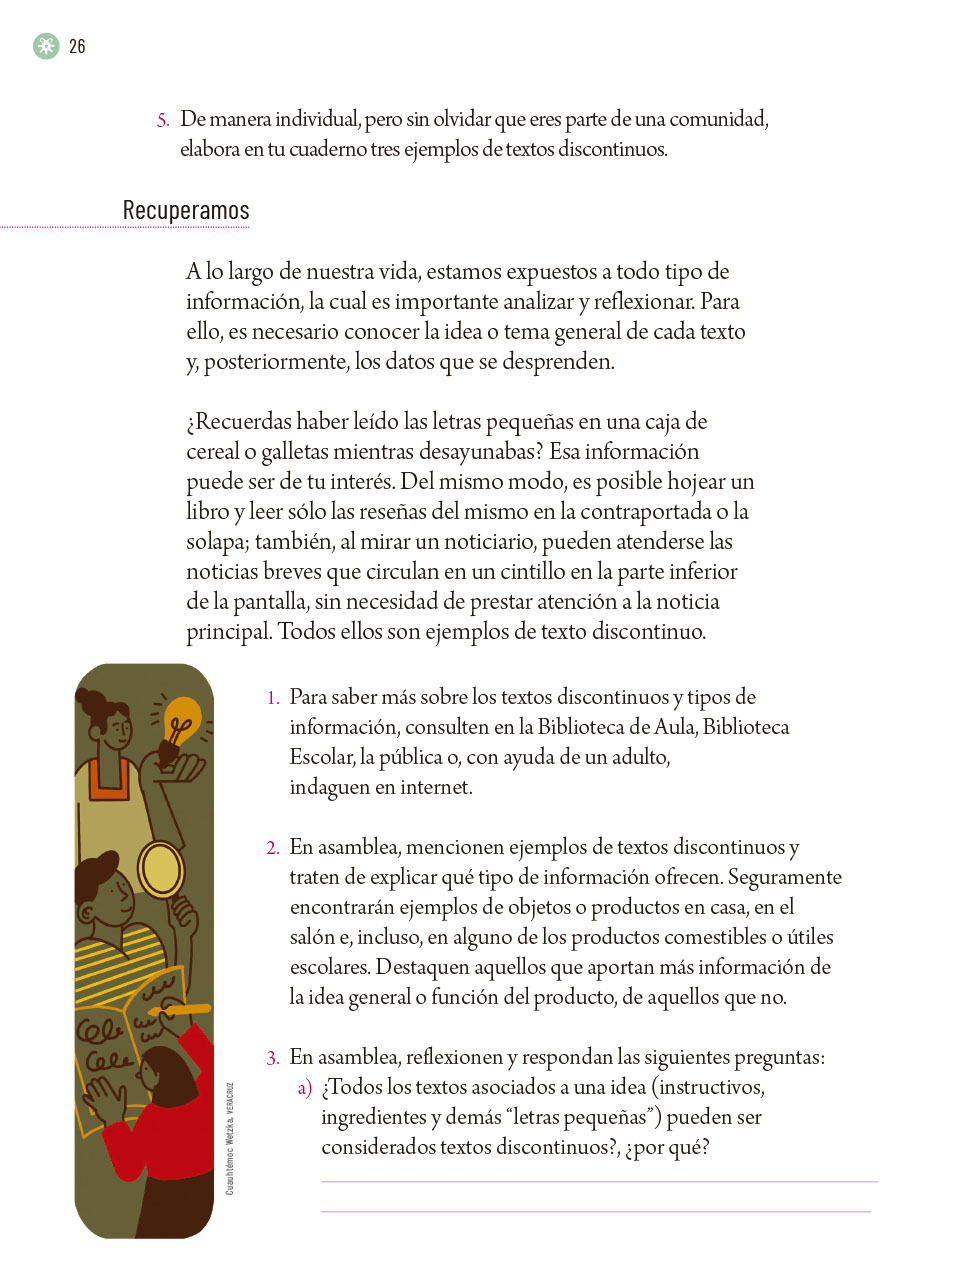 26
5. De manera individual, pero sin olvidar que eres parte de una comunidad,
elabora en tu cuaderno tres ejemplos de textos discontinuos.
Recuperamos
A lo largo de nuestra vida, estamos expuestos a todo tipo de
información, la cual es importante analizar y reflexionar. Para
ello, es necesario conocer la idea o tema general de cada texto
y, posteriormente, los datos que se desprenden.
¿Recuerdas haber leído las letras pequeñas en una caja de
cereal o galletas mientras desayunabas? Esa información
puede ser de tu interés. Del mismo modo, es posible hojear un
libro y leer sólo las reseñas del mismo en la contraportada o la
solapa; también, al mirar un noticiario, pueden atenderse las
noticias breves que circulan en un cintillo en la parte inferior
de la pantalla, sin necesidad de prestar atención a la noticia
principal. Todos ellos son ejemplos de texto discontinuo.
1. Para saber más sobre los textos discontinuos y tipos de
información, consulten en la Biblioteca de Aula, Biblioteca
Escolar, la pública o, con ayuda de un adulto,
indaguen en internet.
2. En asamblea, mencionen ejemplos de textos discontinuos y
traten de explicar qué tipo de información ofrecen. Seguramente
encontrarán ejemplos de objetos o productos en casa, en el
salón e, incluso, en alguno de los productos comestibles o útiles
escolares. Destaquen aquellos que aportan más información de
la idea general o función del producto, de aquellos que no.
3. En asamblea, reflexionen y respondan las siguientes preguntas:
a) ¿Todos los textos asociados a una idea (instructivos,
ingredientes y demás “letras pequeñas”) pueden ser
considerados textos discontinuos?, ¿por qué?
Cuauhtémoc Wetzka, VERACRUZ